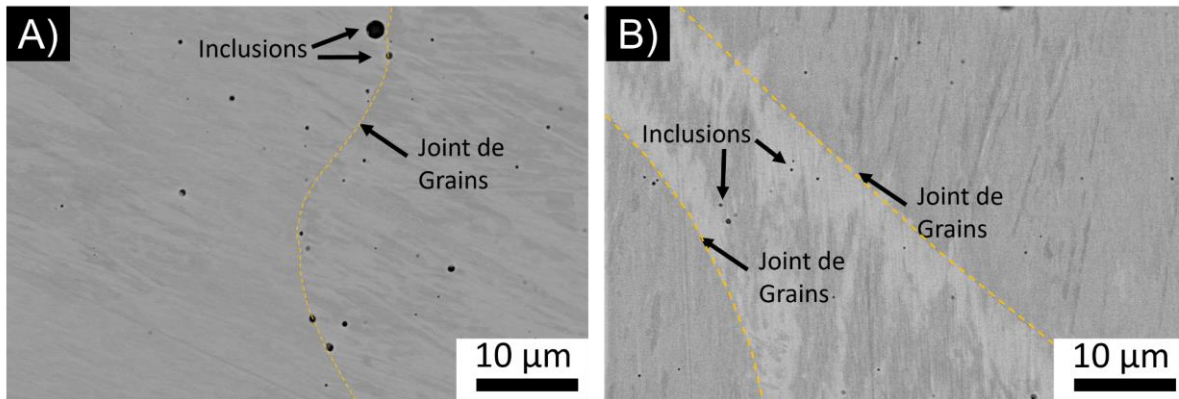 A)
Inclusions
Joint de
Grains
10 µm
B)
Inclusions
Joint de
Grains
Joint de
Grains
10 µm